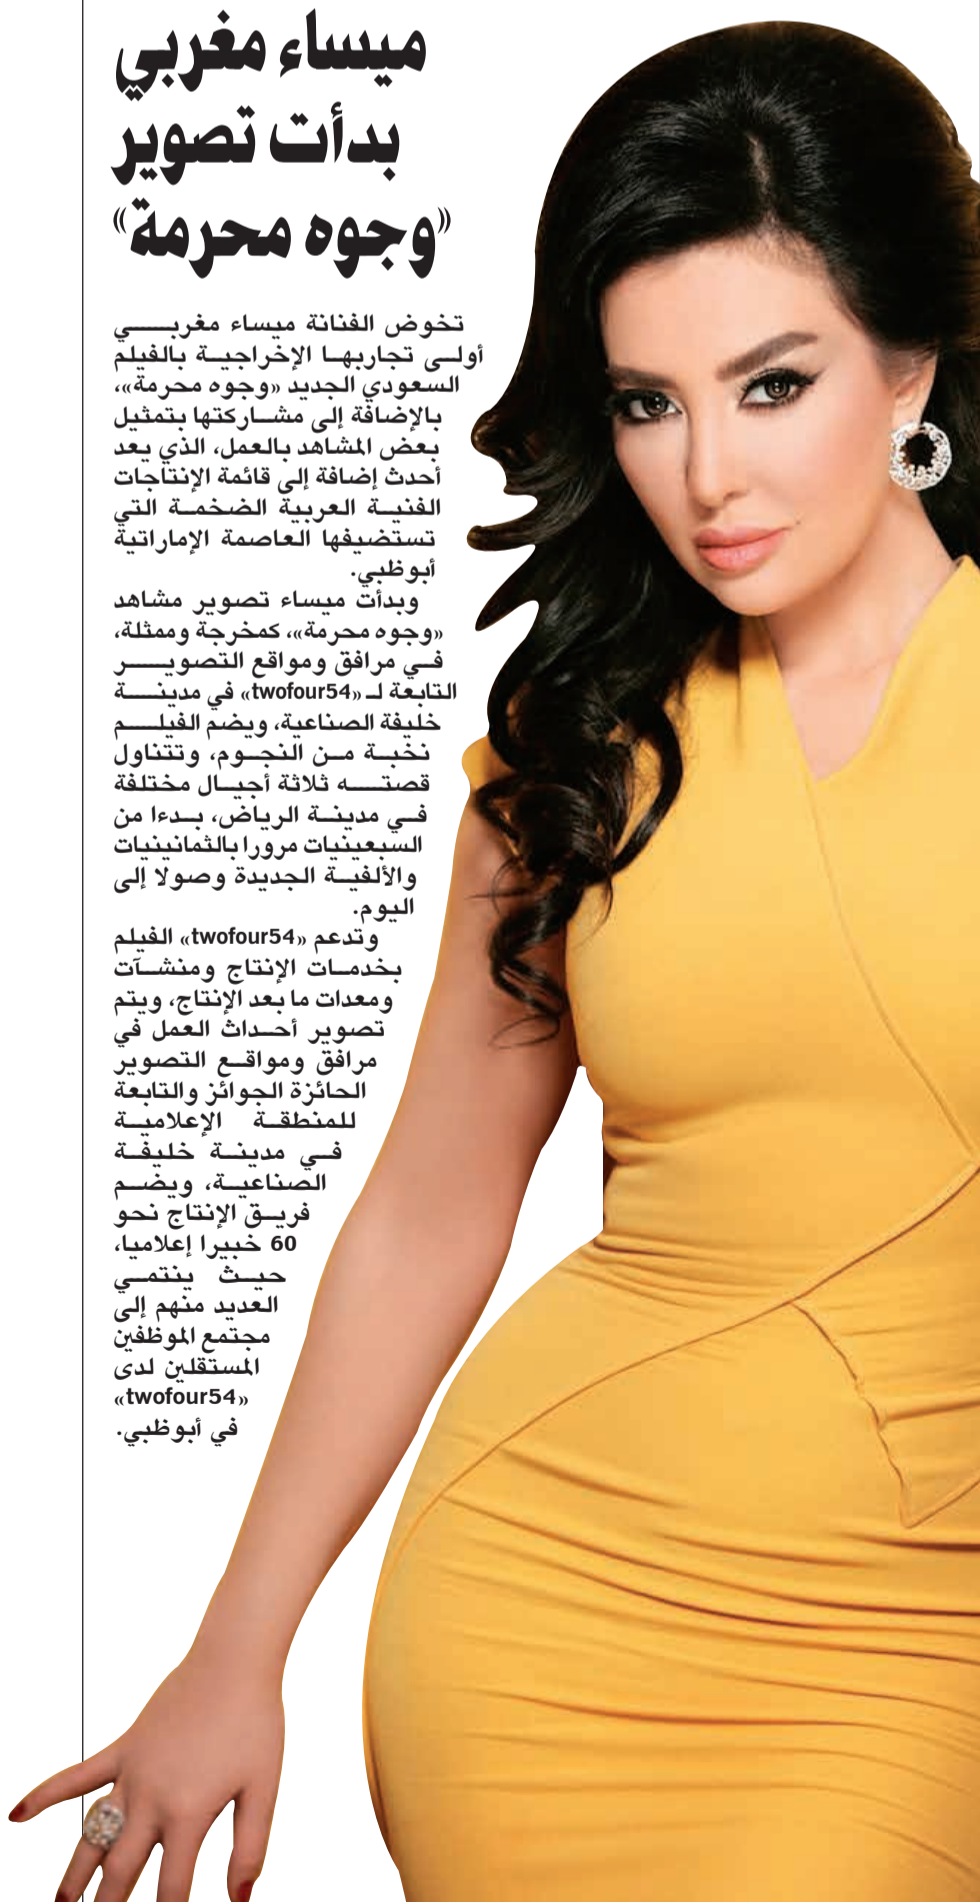 ميساء مغربي
بدأت تصوير
«وجوه محرمة»
تخوض الفنانة ميساء مغربي
أولى تجاربها الإخراجية بالفيلم
السعودي الجديد «وجوه محرمة»،
بالإضافة إلى مشاركتها بتمثيل
بعض المشاهد بالعمل، الذي يعد
أحدث إضافة إلى قائمة الإنتاجات
الفنية العربية الضخمة التي
تستضيفها العاصمة الإماراتية
أبوظبي.
وبدأت ميساء تصوير مشاهد
«وجوه محرمة»، كمخرجة وممثلة،
في مرافق ومواقع التصوير
التابعة لـ «twofour54» في مدينة
خليفة الصناعية، ويضم الفيلم
نخبة من النجوم، وتتناول
قصته ثلاثة أجيال مختلفة
في مدينة الرياض، بدءا من
السبعينيات مرورا بالثمانينيات
والألفية الجديدة وصولا إلى
اليوم.
وتدعم «twofour54» الفيلم
بخدمات الإنتاج ومنشآت
ومعدات ما بعد الإنتاج، ويتم
تصوير أحداث العمل في
مرافق ومواقع التصوير
الحائزة الجوائز والتابعة
للمنطقة الإعلامية
في مدينة خليفة
الصناعية، ويضم
فريق الإنتاج نحو
60 خبيرا إعلاميا،
حيث ينتمي
العديد منهم إلى
مجتمع الموظفين
المستقلين لدى
«twofour54»
في أبوظبي.